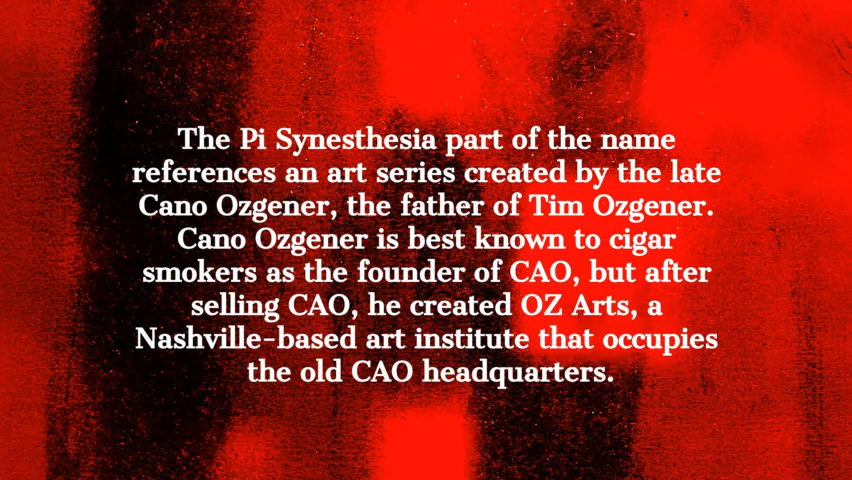 The Pi Synesthesia part of the name
references an art series created by the late
Cano Ozgener, the father of Tim Ozgener.
Cano Ozgener is best known to cigar
smokers as the founder of CAO, but after
selling CAO, he created OZ Arts, a
Nashville-based art institute that occupies
the old CAO headquarters.